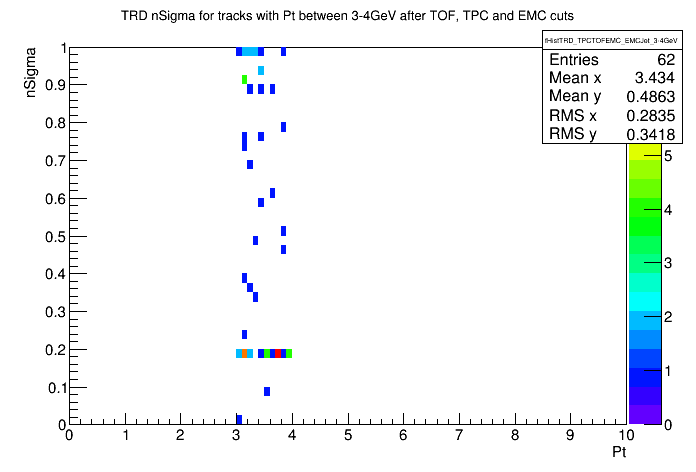 TRD nSigma for tracks with Pt between 3-4GeV after TOF, TPC and EMC cuts
fHistTRD_TPCTOFEMC_EMCJet_3-4GeV
Entries 62
Mean x 3.434
Mean y 0.4863
RMS x 0.2835
RMS y 0.3418
nSigma
1
0.9
0.8
0.7
0.6
0.5
0.4
0.3
0.2
0.1
0
0 1 2 3 4 5 6 7 8 9 10
Pt
5
4
3
2
1
0